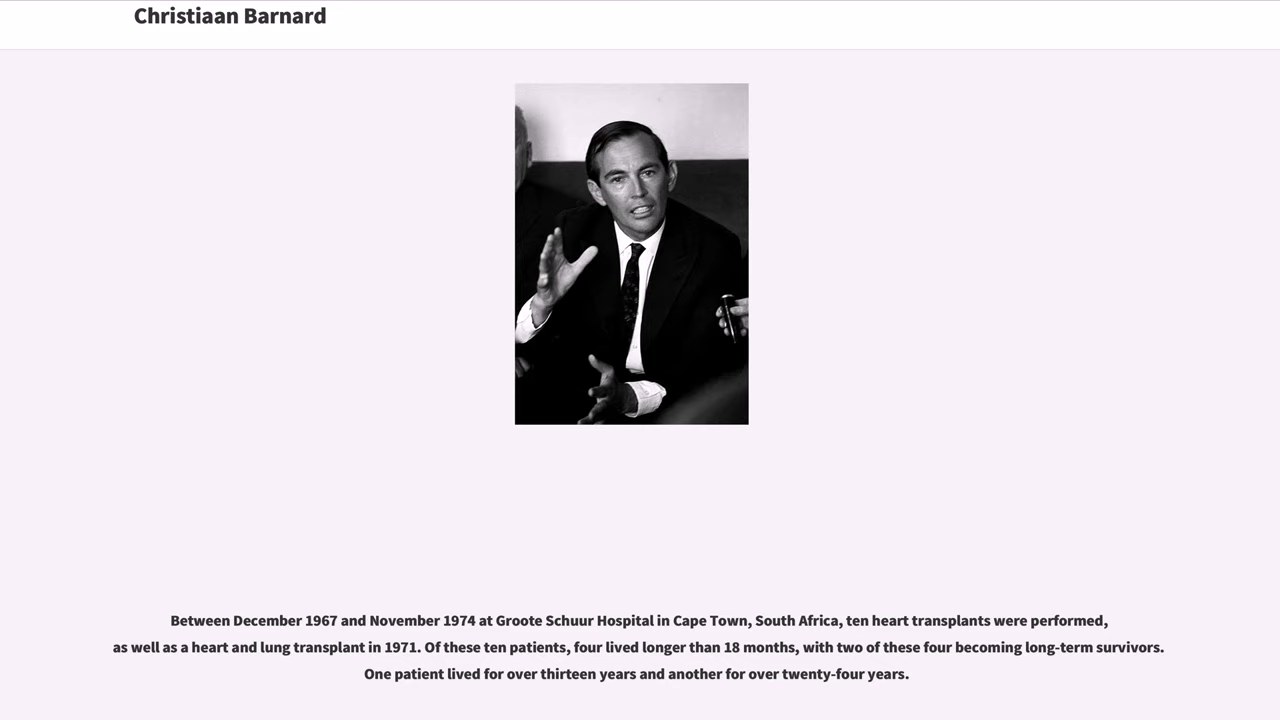 Christiaan Barnard
Between December 1967 and November 1974 at Groote Schuur Hospital in Cape Town, South Africa, ten heart transplants were performed,
as well as a heart and lung transplant in 1971. Of these ten patients, four lived longer than 18 months, with two of these four becoming long-term survivors.
One patient lived for over thirteen years and another for over twenty-four years.